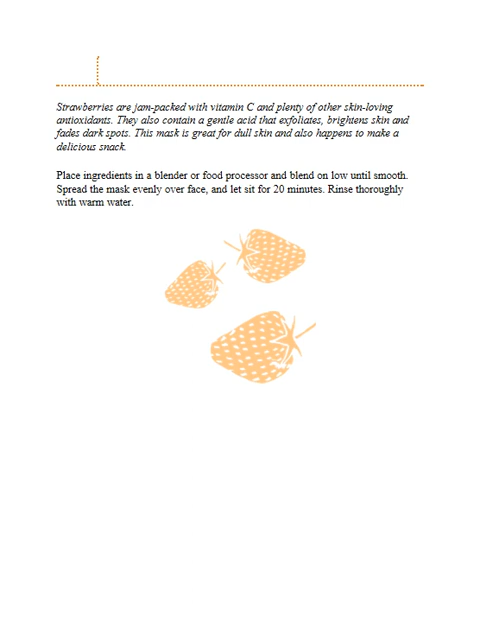 Strawberries are jam-packed with vitamin C and plenty of other skin-loving
antioxidants. They also contain a gentle acid that exfoliates, brightens skin and
fades dark spots. This mask is great for dull skin and also happens to make a
delicious snack.
Place ingredients in a blender or food processor and blend on low until smooth.
Spread the mask evenly over face, and let sit for 20 minutes. Rinse thoroughly
with warm water.